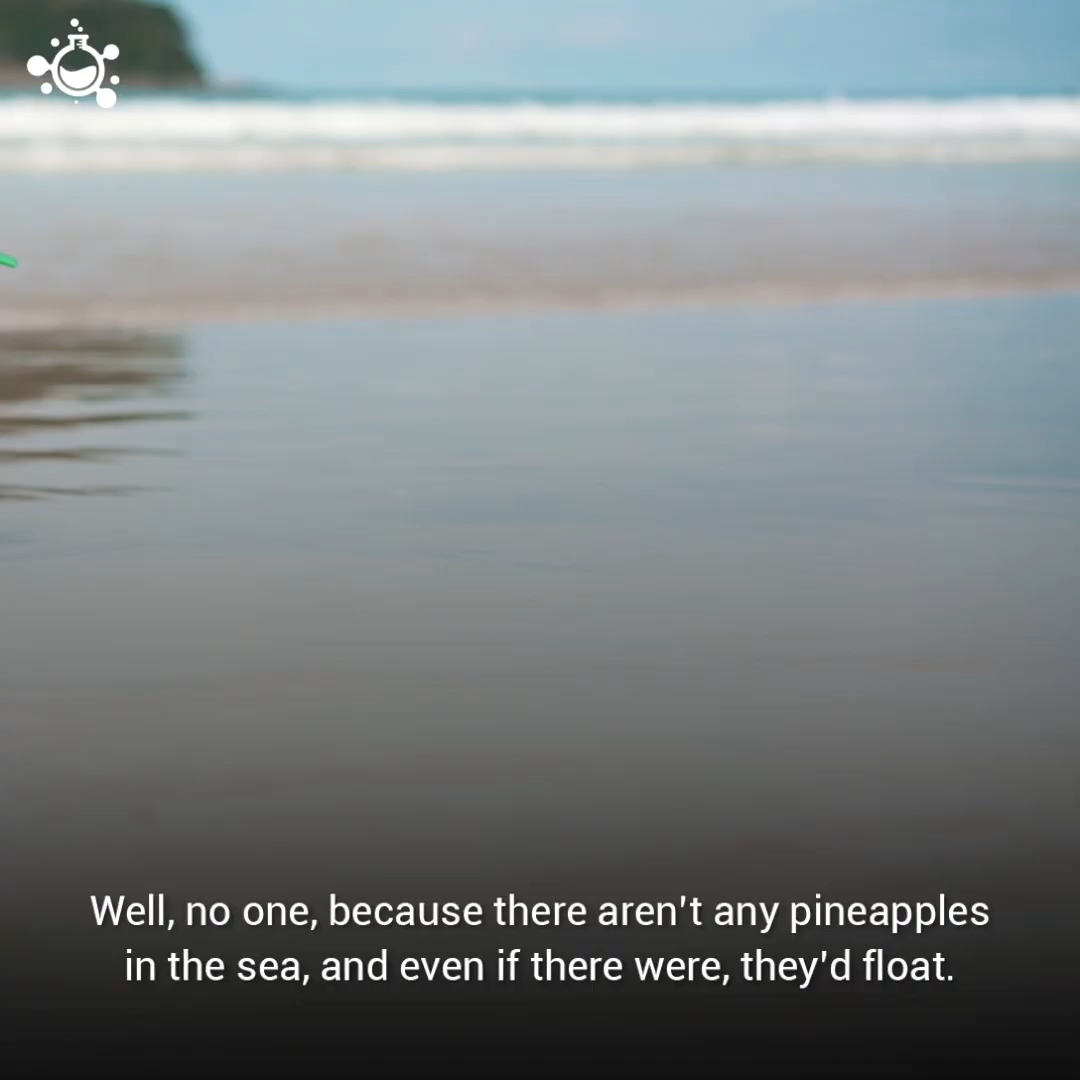 Well, no one, because there aren't any pineapples
in the sea, and even if there were, they'd float.